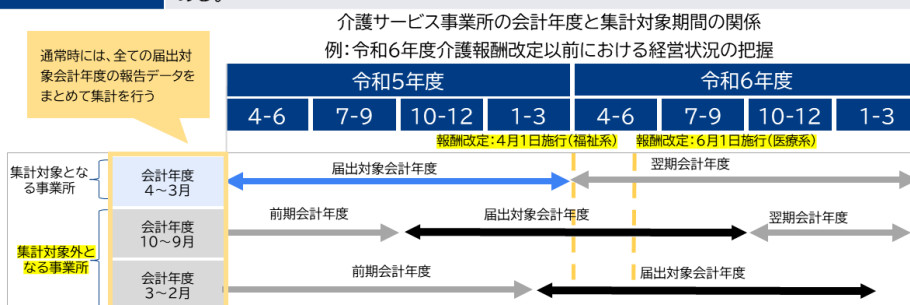 介護サービス事業所の会計年度と集計対象期間の関係
例:令和6年度介護報酬改定以前における経営状況の把握
通常時には、全ての届出対
象会計年度の報告データを
まとめて集計を行う
令和5年度
令和6年度
4-6
7-9
10-12
1-3
4-6
7-9
10-12
1-3
報酬改定:4月1日施行(福祉系)
報酬改定:6月1日施行(医療系)
集計対象とな
る事業所
会計年度
4～3月
届出対象会計年度
翌期会計年度
集計対象外と
なる事業所
会計年度
10～9月
前期会計年度
届出対象会計年度
翌期会計年度
会計年度
3～2月
前期会計年度
届出対象会計年度